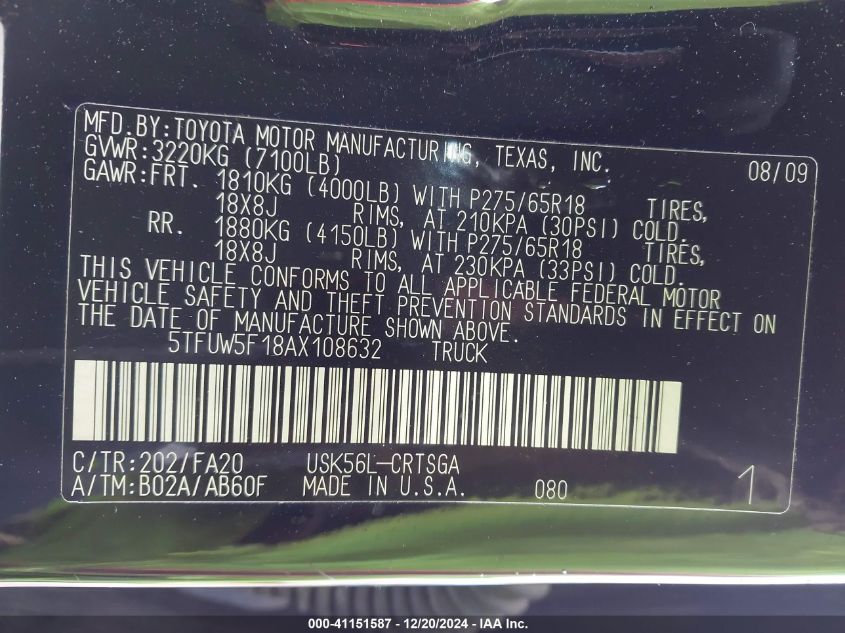 MFD.BY:TOYOTA MOTOR MANUFACTURING, TEXAS, INC. 08/09
GVWR:3220KG (7100LB)
GAWR:FRT. 1810KG (4000LB) WITH P275/65R18 TIRES,
18X8J RIMS, AT 210KPA (30PSI) COLD.
RR. 1880KG (4150LB) WITH P275/65R18 TIRES,
18X8J RIMS, AT 230KPA (33PSI) COLD.
THIS VEHICLE CONFORMS TO ALL APPLICABLE FEDERAL MOTOR
VEHICLE SAFETY AND THEFT PREVENTION STANDARDS IN EFFECT ON
THE DATE OF MANUFACTURE SHOWN ABOVE.
5TFUW5F18AX108632 TRUCK
C/TR:202/FA20 USK56L-CRTSGA
A/TM:B02A/AB60F MADE IN U.S.A. 080 1
000-41151587 - 12/20/2024 - IAA Inc.